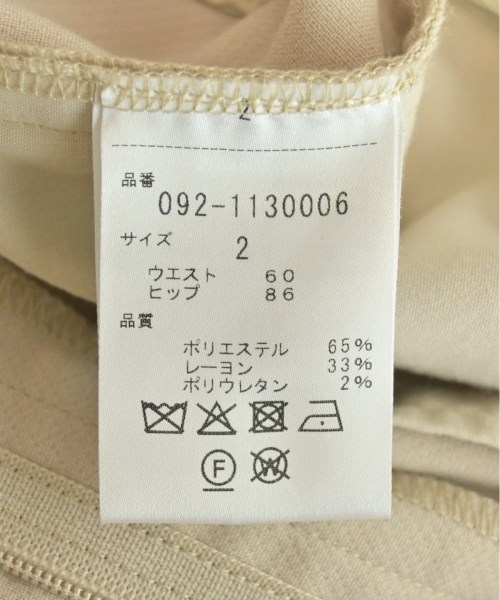 2
品番
092-1130006
サイズ
2
ウエスト 60
ヒップ 86
品質
ポリエステル 65%
レーヨン 33%
ポリウレタン 2%
F W